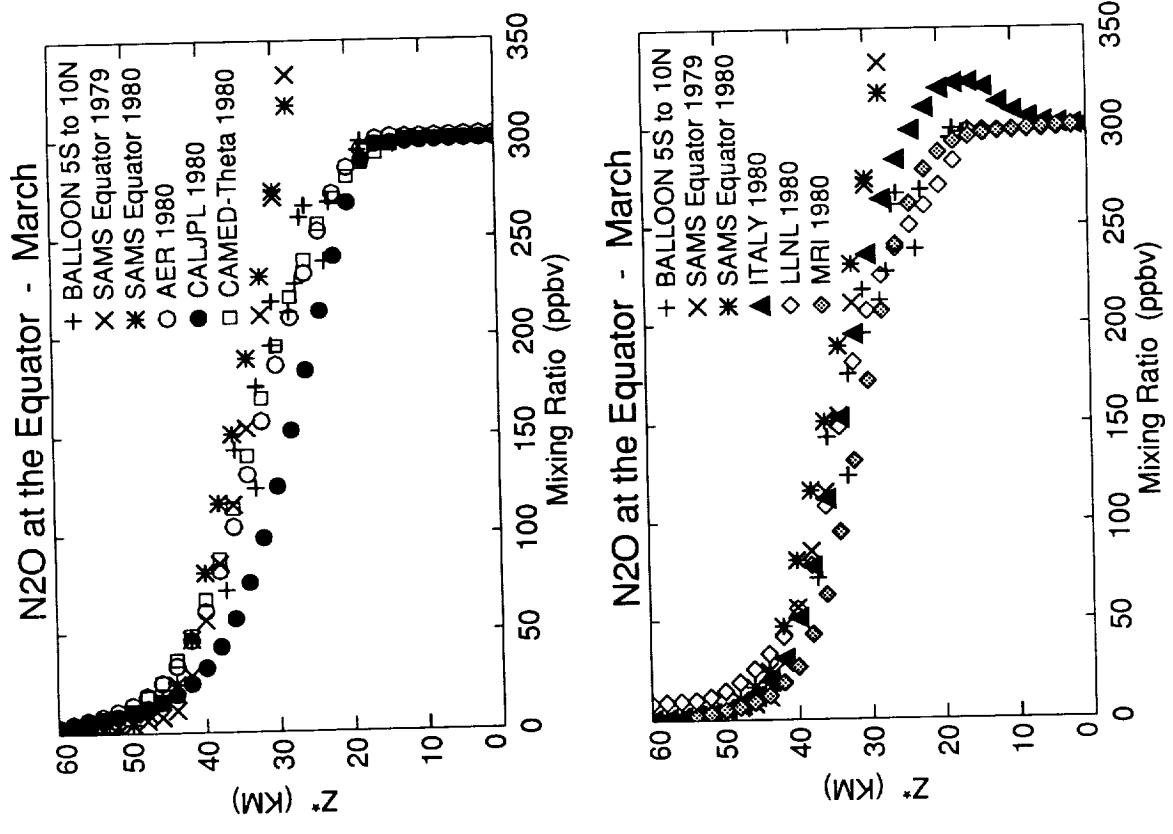 N2O at the Equator - March
+ BALLOON 5S to 10N
× SAMS Equator 1979
∗ SAMS Equator 1980
○ AER 1980
● CALJPL 1980
□ CAMED-Theta 1980
60
50
40
30
20
10
0
Z* (KM)
0
50
100
150
200
250
300
350
Mixing Ratio (ppbv)
N2O at the Equator - March
+ BALLOON 5S to 10N
× SAMS Equator 1979
∗ SAMS Equator 1980
▲ ITALY 1980
◇ LLNL 1980
◈ MRI 1980
60
50
40
30
20
10
0
Z* (KM)
0
50
100
150
200
250
300
350
Mixing Ratio (ppbv)